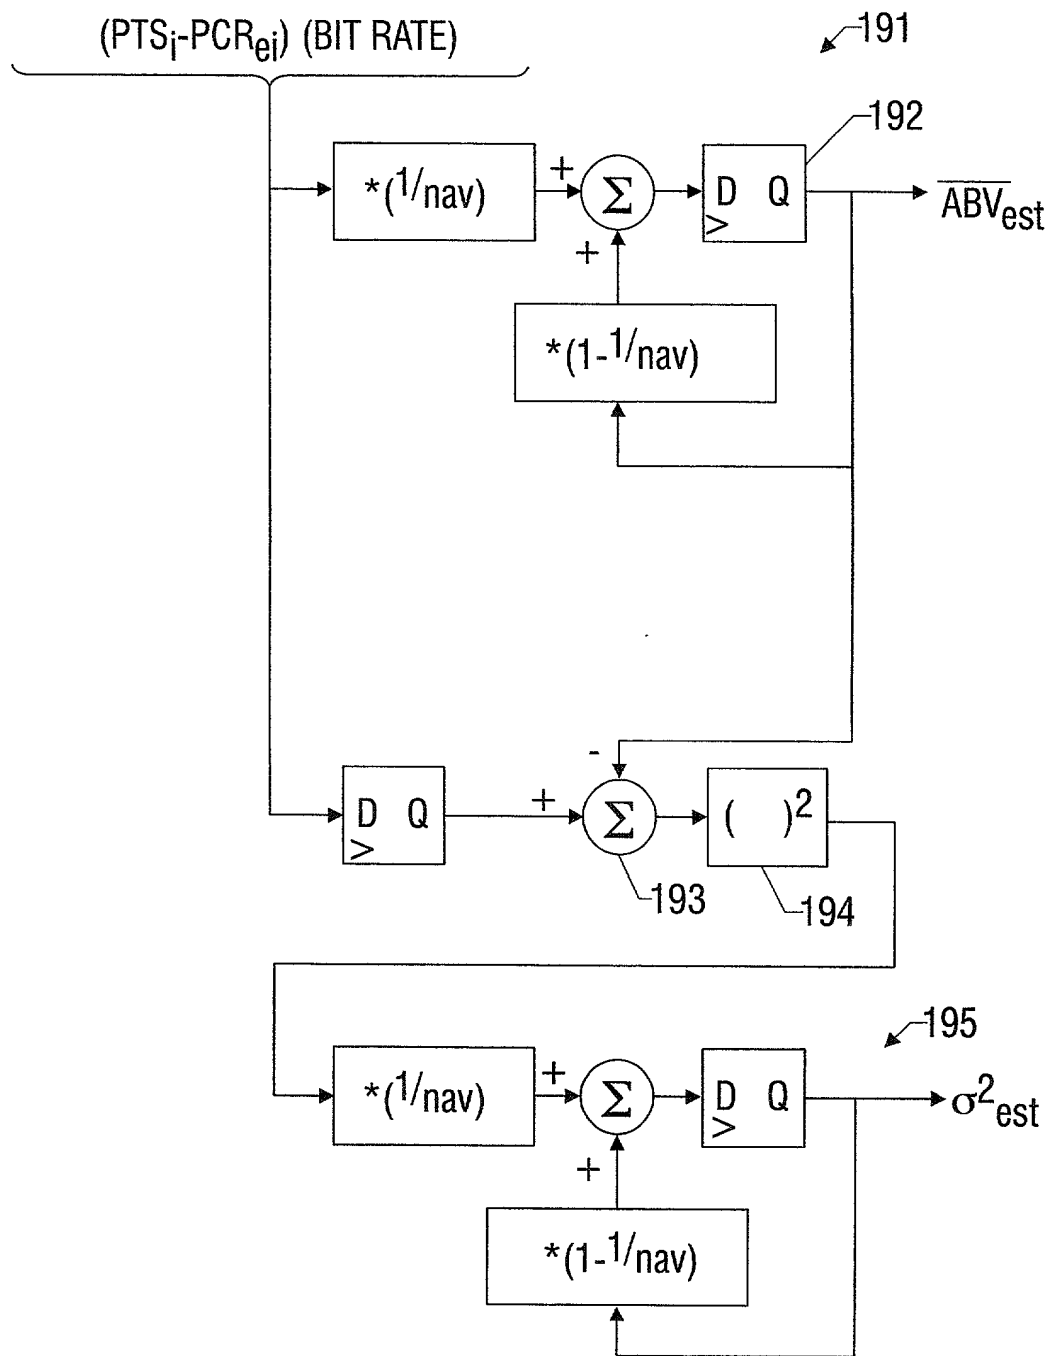 (PTSi-PCRei) (BIT RATE)
191
192
*(1/nav)
+
Σ
D Q
>
ABVest
+
*(1-1/nav)
-
D Q
>
+
Σ
( )2
193
194
195
*(1/nav)
+
Σ
D Q
>
σ2est
+
*(1-1/nav)